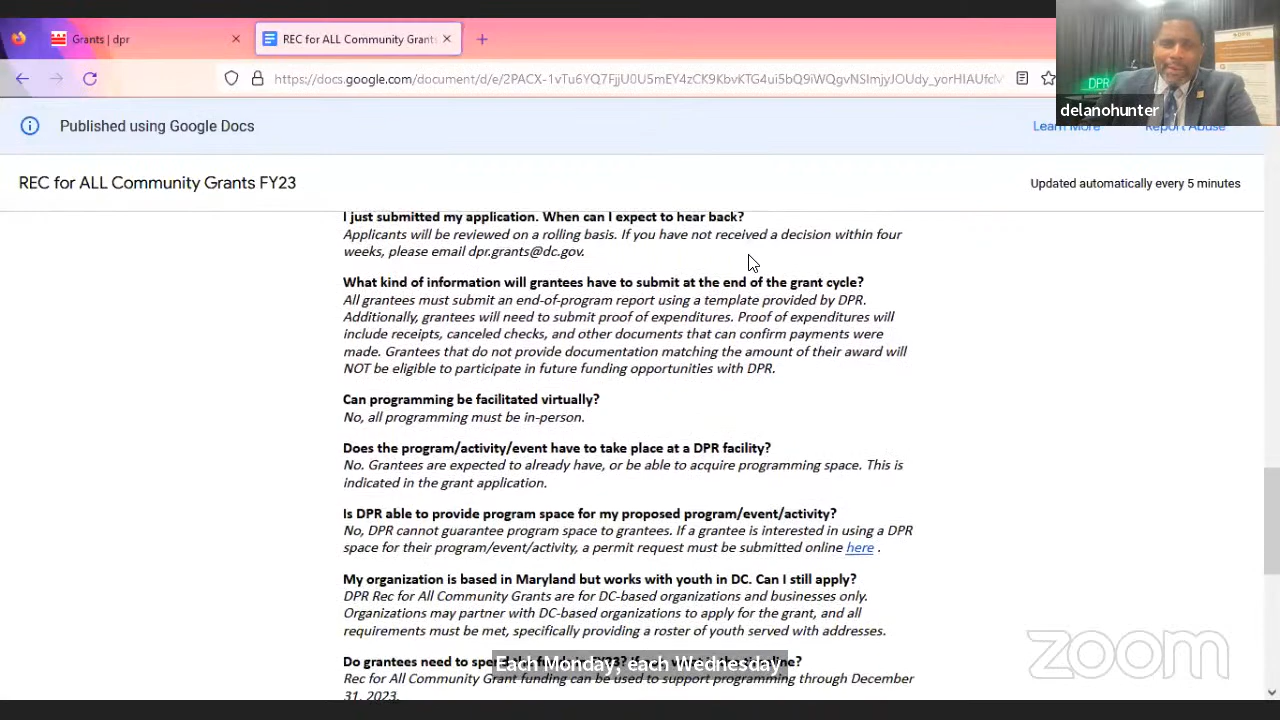 Grants | dpr
REC for ALL Community Grants
https://docs.google.com/document/d/e/2PACX-1vTu6YQ7FjjU0U5mEY4zCK9KbvKTG4ui5bQ9iWQgvNSImjyJOUdy_yorHIAUfcM
DPR
delanohunter
Published using Google Docs
Learn More Report Abuse
REC for ALL Community Grants FY23
Updated automatically every 5 minutes
I just submitted my application. When can I expect to hear back?
Applicants will be reviewed on a rolling basis. If you have not received a decision within four
weeks, please email dpr.grants@dc.gov.
What kind of information will grantees have to submit at the end of the grant cycle?
All grantees must submit an end-of-program report using a template provided by DPR.
Additionally, grantees will need to submit proof of expenditures. Proof of expenditures will
include receipts, canceled checks, and other documents that can confirm payments were
made. Grantees that do not provide documentation matching the amount of their award will
NOT be eligible to participate in future funding opportunities with DPR.
Can programming be facilitated virtually?
No, all programming must be in-person.
Does the program/activity/event have to take place at a DPR facility?
No. Grantees are expected to already have, or be able to acquire programming space. This is
indicated in the grant application.
Is DPR able to provide program space for my proposed program/event/activity?
No, DPR cannot guarantee program space to grantees. If a grantee is interested in using a DPR
space for their program/event/activity, a permit request must be submitted online here .
My organization is based in Maryland but works with youth in DC. Can I still apply?
DPR Rec for All Community Grants are for DC-based organizations and businesses only.
Organizations may partner with DC-based organizations to apply for the grant, and all
requirements must be met, specifically providing a roster of youth served with addresses.
Do grantees need to
Each Monday, each Wednesday
Rec for All Community Grant funding can be used to support programming through December
31, 2023.
zoom